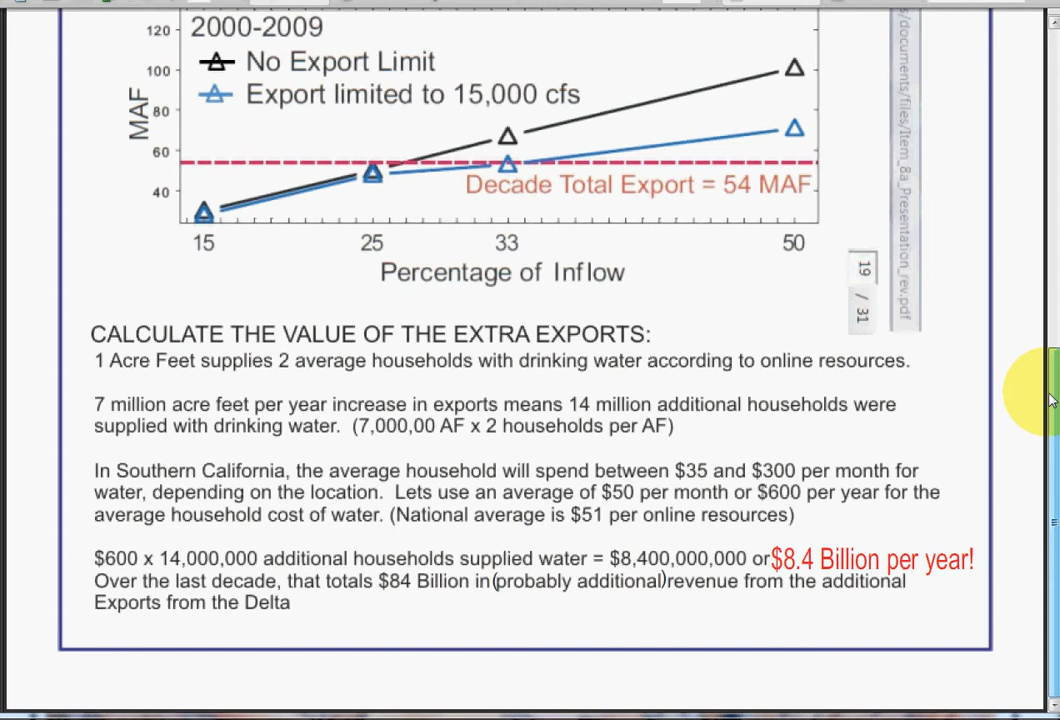 120
2000-2009
No Export Limit
100
Export limited to 15,000 cfs
MAF
80
60
Decade Total Export = 54 MAF
40
15 25 33 50
Percentage of Inflow
s/documents/files/Item_8a_Presentation_rev.pdf
19 / 31
CALCULATE THE VALUE OF THE EXTRA EXPORTS:
1 Acre Feet supplies 2 average households with drinking water according to online resources.
7 million acre feet per year increase in exports means 14 million additional households were
supplied with drinking water. (7,000,00 AF x 2 households per AF)
In Southern California, the average household will spend between $35 and $300 per month for
water, depending on the location. Lets use an average of $50 per month or $600 per year for the
average household cost of water. (National average is $51 per online resources)
$600 x 14,000,000 additional households supplied water = $8,400,000,000 or $8.4 Billion per year!
Over the last decade, that totals $84 Billion in (probably additional) revenue from the additional
Exports from the Delta